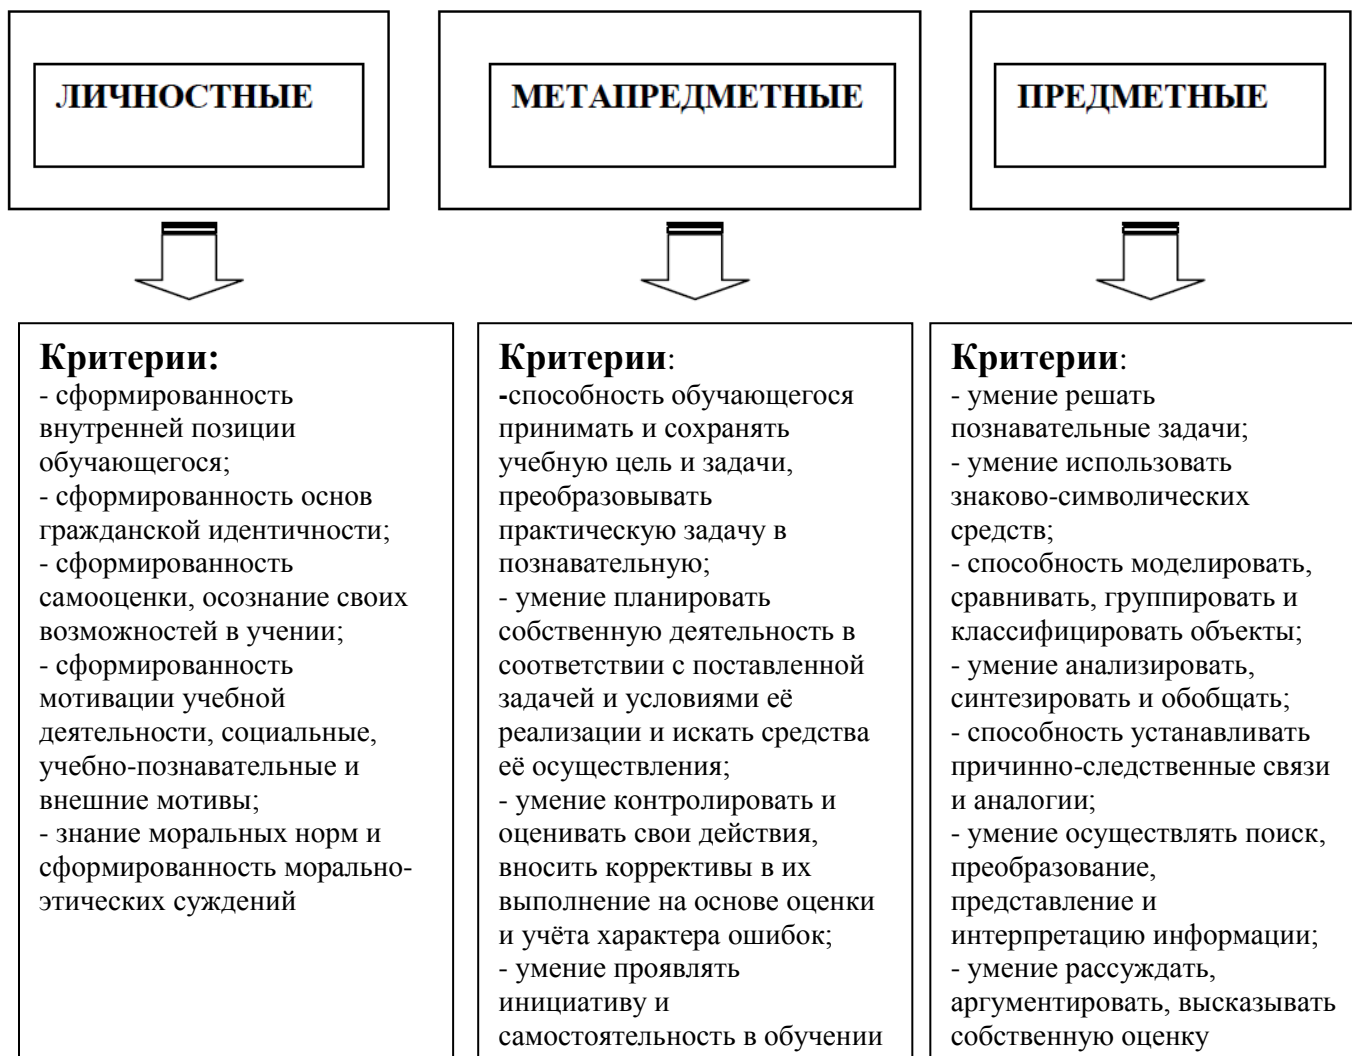 ЛИЧНОСТНЫЕ
МЕТАПРЕДМЕТНЫЕ
ПРЕДМЕТНЫЕ
Критерии:
- сформированность
внутренней позиции
обучающегося;
- сформированность основ
гражданской идентичности;
- сформированность
самооценки, осознание своих
возможностей в учении;
- сформированность
мотивации учебной
деятельности, социальные,
учебно-познавательные и
внешние мотивы;
- знание моральных норм и
сформированность морально-
этических суждений
Критерии:
-способность обучающегося
принимать и сохранять
учебную цель и задачи,
преобразовывать
практическую задачу в
познавательную;
- умение планировать
собственную деятельность в
соответствии с поставленной
задачей и условиями её
реализации и искать средства
её осуществления;
- умение контролировать и
оценивать свои действия,
вносить коррективы в их
выполнение на основе оценки
и учёта характера ошибок;
- умение проявлять
инициативу и
самостоятельность в обучении
Критерии:
- умение решать
познавательные задачи;
- умение использовать
знаково-символических
средств;
- способность моделировать,
сравнивать, группировать и
классифицировать объекты;
- умение анализировать,
синтезировать и обобщать;
- способность устанавливать
причинно-следственные связи
и аналогии;
- умение осуществлять поиск,
преобразование,
представление и
интерпретацию информации;
- умение рассуждать,
аргументировать, высказывать
собственную оценку